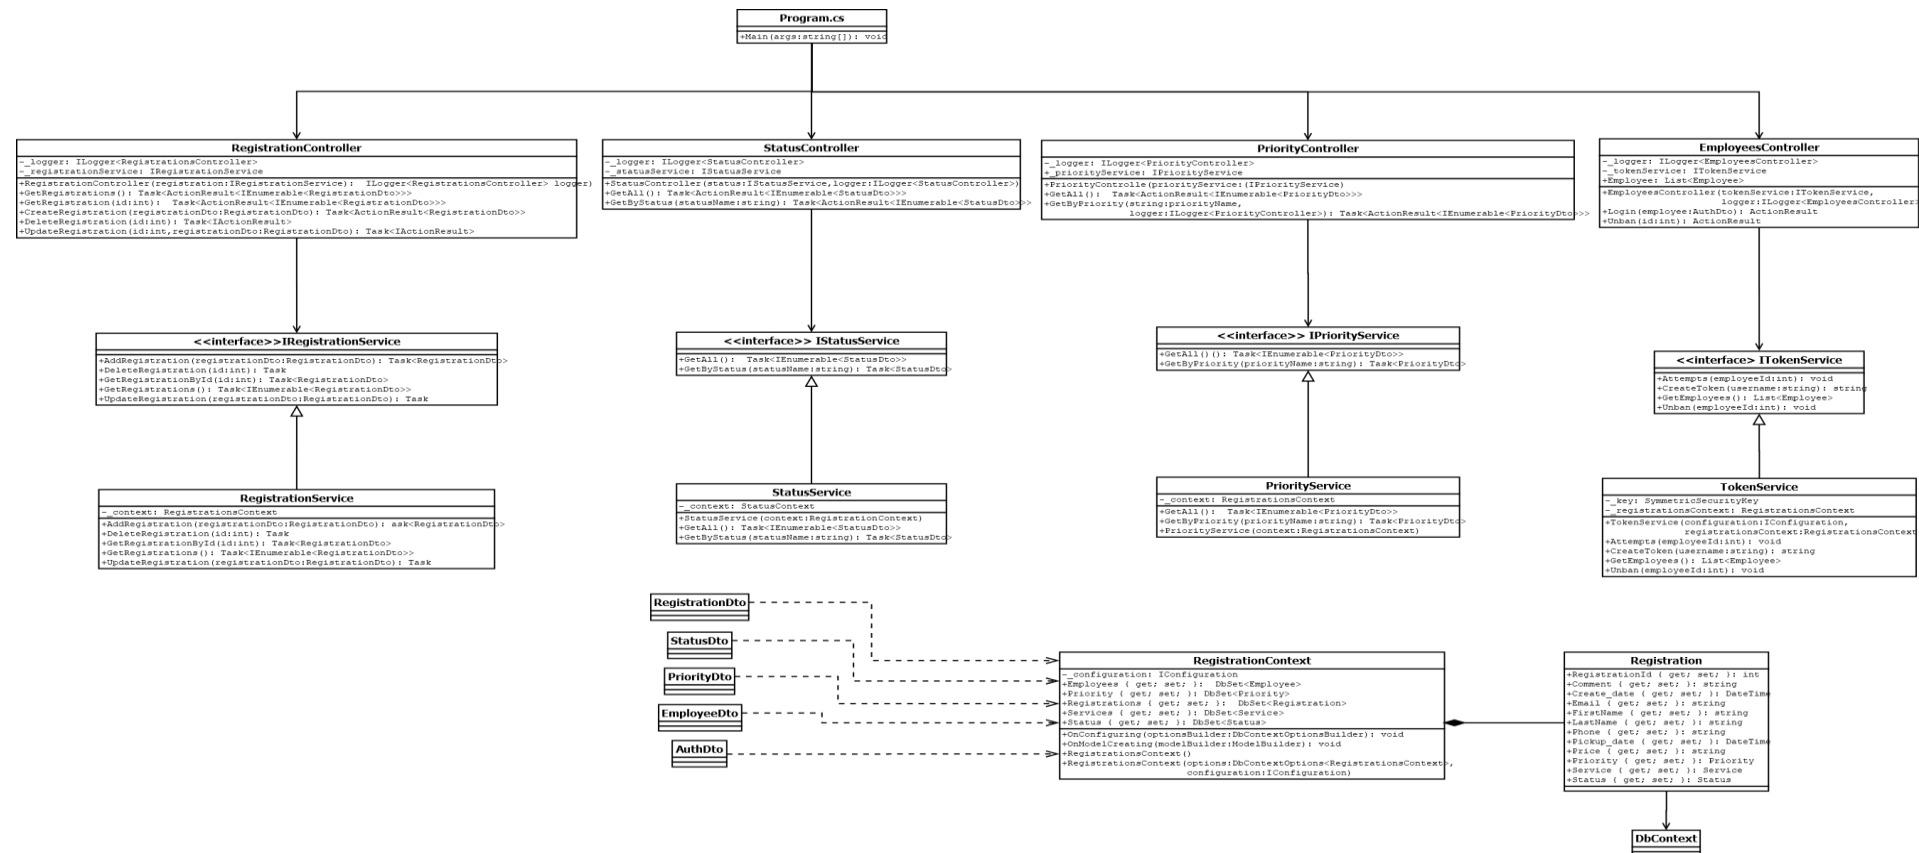 Program.cs
+Main(args:string[]): void
RegistrationController
-_logger: ILogger<RegistrationsController>
-_registrationService: IRegistrationService
+RegistrationController(registration:IRegistrationService):  ILogger<RegistrationsController> logger)
+GetRegistrations(): Task<ActionResult<IEnumerable<RegistrationDto>>>
+GetRegistration(id:int):  Task<ActionResult<IEnumerable<RegistrationDto>>>
+CreateRegistration(registrationDto:RegistrationDto): Task<ActionResult<RegistrationDto>>
+DeleteRegistration(id:int): Task<IActionResult>
+UpdateRegistration(id:int,registrationDto:RegistrationDto): Task<IActionResult>
StatusController
-_logger: ILogger<StatusController>
-_statusService: IStatusService
+StatusController(status:IStatusService,logger:ILogger<StatusController>)
+GetAll(): Task<ActionResult<IEnumerable<StatusDto>>>
+GetByStatus(statusName:string): Task<ActionResult<IEnumerable<StatusDto>>>
PriorityController
-_logger: ILogger<PriorityController>
-_priorityService: IPriorityService
+PriorityControlle(priorityService:(IPriorityService)
+GetAll():  Task<ActionResult<IEnumerable<PriorityDto>>>
+GetByPriority(string:priorityName,
logger:ILogger<PriorityController>): Task<ActionResult<IEnumerable<PriorityDto>>>
EmployeesController
-_logger: ILogger<EmployeesController>
-_tokenService: ITokenService
+Employee: List<Employee>
+EmployeesController(tokenService:ITokenService,
logger:ILogger<EmployeesController>
+Login(employee:AuthDto): ActionResult
+Unban(id:int): ActionResult
<<interface>>IRegistrationService
+AddRegistration(registrationDto:RegistrationDto): Task<RegistrationDto>
+DeleteRegistration(id:int): Task
+GetRegistrationById(id:int): Task<RegistrationDto>
+GetRegistrations(): Task<IEnumerable<RegistrationDto>>
+UpdateRegistration(registrationDto:RegistrationDto): Task
<<interface>> IStatusService
+GetAll():  Task<IEnumerable<StatusDto>>
+GetByStatus(statusName:string): Task<StatusDto>
<<interface>> IPriorityService
+GetAll()(): Task<IEnumerable<PriorityDto>>
+GetByPriority(priorityName:string): Task<PriorityDto>
<<interface> ITokenService
+Attempts(employeeId:int): void
+CreateToken(username:string): string
+GetEmployees(): List<Employee>
+Unban(employeeId:int): void
RegistrationService
-_context: RegistrationsContext
+AddRegistration(registrationDto:RegistrationDto): ask<RegistrationDto>
+DeleteRegistration(id:int): Task
+GetRegistrationById(id:int): Task<RegistrationDto>
+GetRegistrations(): Task<IEnumerable<RegistrationDto>>
+UpdateRegistration(registrationDto:RegistrationDto): Task
StatusService
-_context: StatusContext
+StatusService(context:RegistrationContext)
+GetAll(): Task<IEnumerable<StatusDto>>
+GetByStatus(statusName:string): Task<StatusDto>
PriorityService
-_context: RegistrationsContext
+GetAll():  Task<IEnumerable<PriorityDto>>
+GetByPriority(priorityName:string): Task<PriorityDto>
+PriorityService(context:RegistrationsContext)
TokenService
-_key: SymmetricSecurityKey
-_registrationsContext: RegistrationsContext
+TokenService(configuration:IConfiguration,
registrationsContext:RegistrationsContext
+Attempts(employeeId:int): void
+CreateToken(username:string): string
+GetEmployees(): List<Employee>
+Unban(employeeId:int): void
RegistrationDto
StatusDto
PriorityDto
EmployeeDto
AuthDto
RegistrationContext
-_configuration: IConfiguration
+Employees { get; set; }:  DbSet<Employee>
+Priority { get; set; }: DbSet<Priority>
+Registrations { get; set; }:  DbSet<Registration>
+Services { get; set; }: DbSet<Service>
+Status { get; set; }: DbSet<Status>
+OnConfiguring(optionsBuilder:DbContextOptionsBuilder): void
+OnModelCreating(modelBuilder:ModelBuilder): void
+RegistrationsContext()
+RegistrationsContext(options:DbContextOptions<RegistrationsContext>,
configuration:IConfiguration)
Registration
+RegistrationId { get; set; }: int
+Comment { get; set; }: string
+Create_date { get; set; }: DateTime
+Email { get; set; }: string
+FirstName { get; set; }: string
+LastName { get; set; }: string
+Phone { get; set; }: string
+Pickup_date { get; set; }: DateTime
+Price { get; set; }: string
+Priority { get; set; }: Priority
+Service { get; set; }: Service
+Status { get; set; }: Status
DbContext